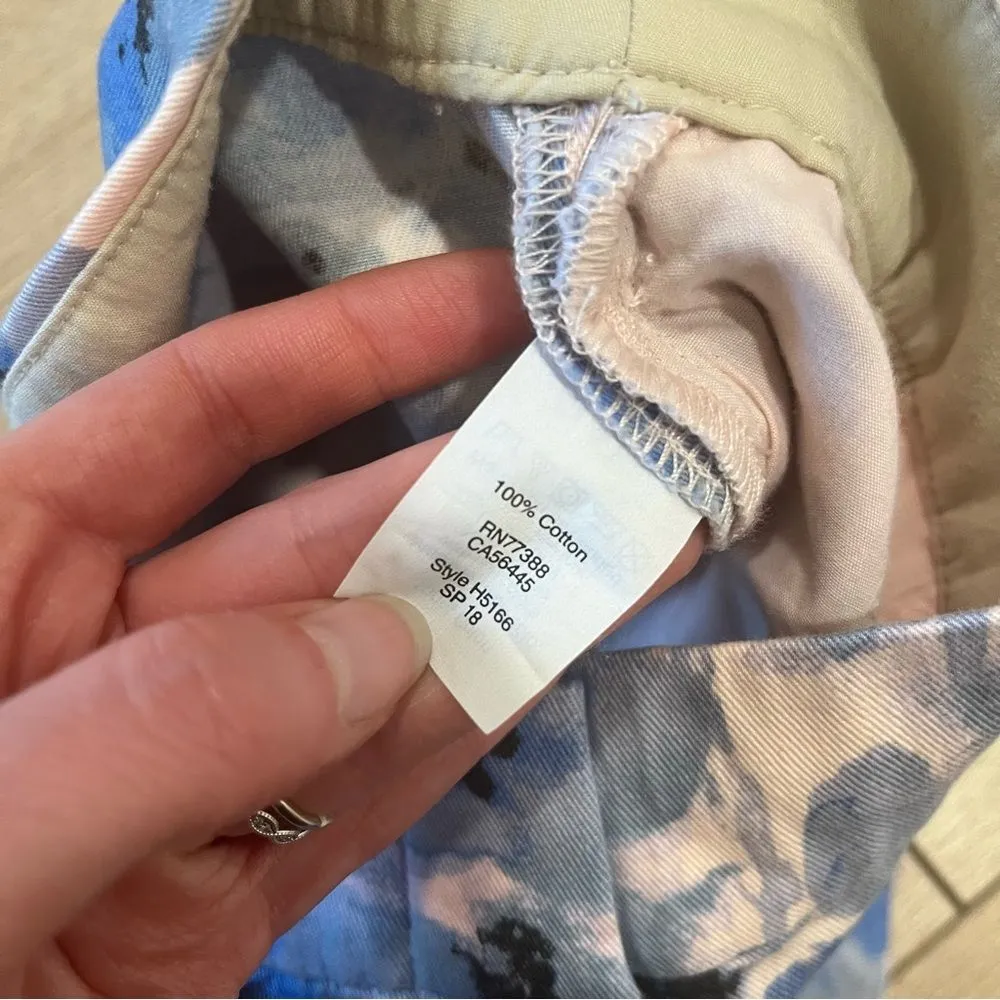 100% Cotton
RN77388
CA56445
Style H5166
SP 18